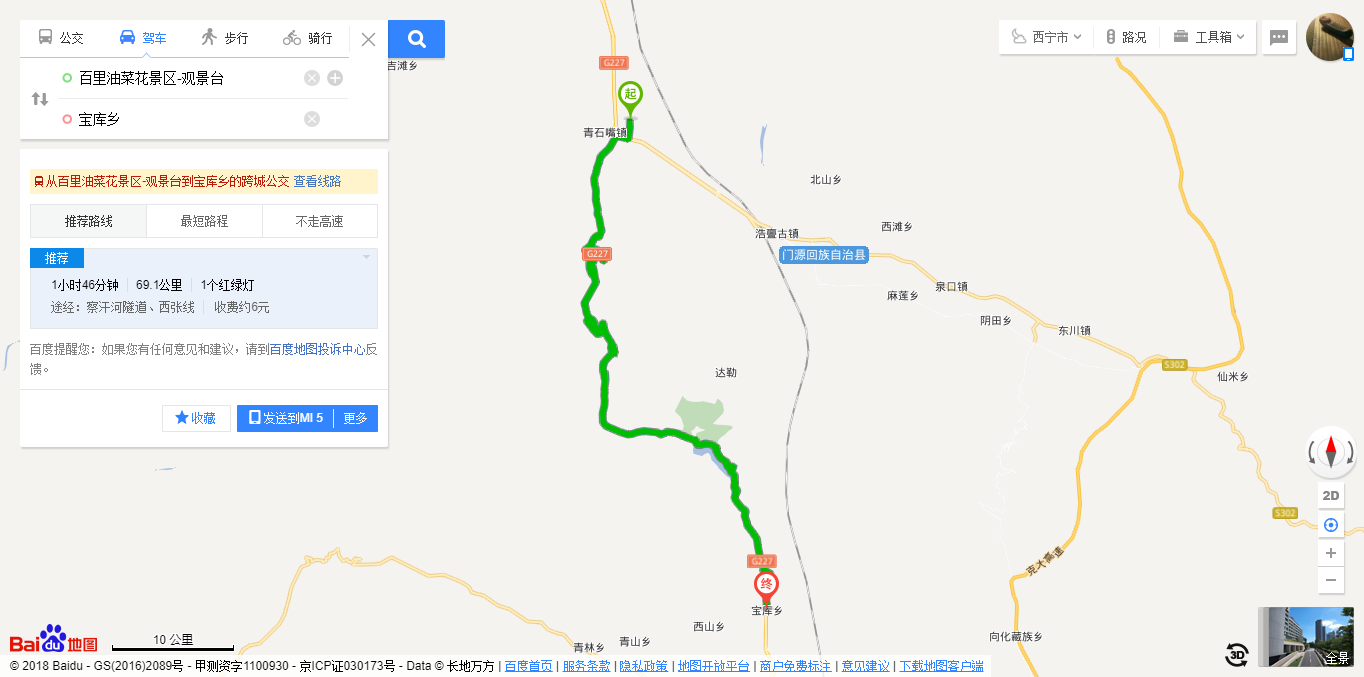 公交 驾车 步行 骑行
百里油菜花景区-观景台
宝库乡
从百里油菜花景区-观景台到宝库乡的跨城公交 查看线路
推荐路线 最短路程 不走高速
推荐
1小时46分钟 69.1公里 1个红绿灯
途经：察汗河隧道、西张线 收费约6元
百度提醒您：如果您有任何意见和建议，请到百度地图投诉中心反
馈。
收藏 发送到MI 5 更多
西宁市 路况 工具箱
吉滩乡
G227
起
青石嘴镇
北山乡
西滩乡
浩亹古镇
门源回族自治县
G227
麻莲乡
泉口镇
阴田乡
东川镇
S302
仙米乡
达勒
2D
S302
G227
克大高速
终
宝库乡
西山乡
青山乡
青林乡
向化藏族乡
3D
全景
Bai du 地图
10 公里
© 2018 Baidu - GS(2016)2089号 - 甲测资字1100930 - 京ICP证030173号 - Data © 长地万方 | 百度首页 | 服务条款 | 隐私政策 | 地图开放平台 | 商户免费标注 | 意见建议 | 下载地图客户端